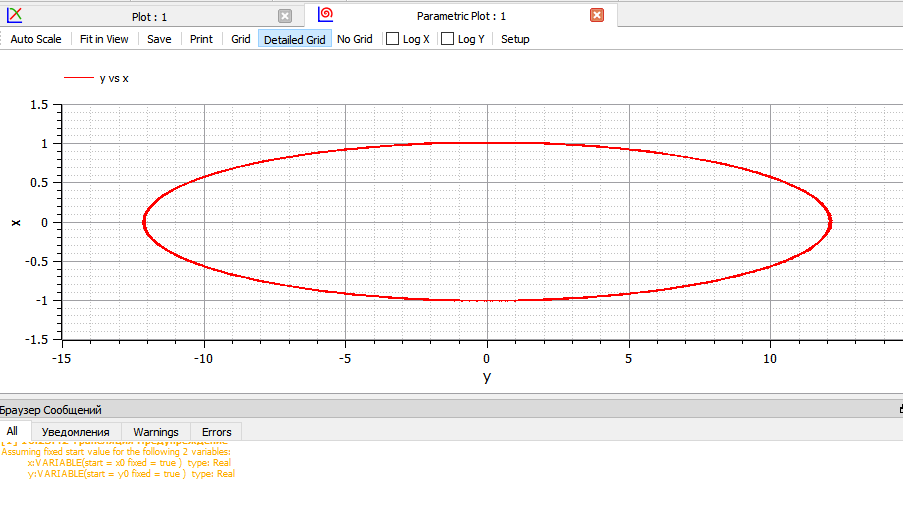 Plot : 1
Parametric Plot : 1
Auto Scale Fit in View Save Print Grid Detailed Grid No Grid Log X Log Y Setup
y vs x
1.5
1
0.5
0
-0.5
-1
-1.5
x
-15 -10 -5 0 5 10
y
Браузер Сообщений
All Уведомления Warnings Errors
Assuming fixed start value for the following 2 variables:
x:VARIABLE(start = x0 fixed = true ) type: Real
y:VARIABLE(start = y0 fixed = true ) type: Real